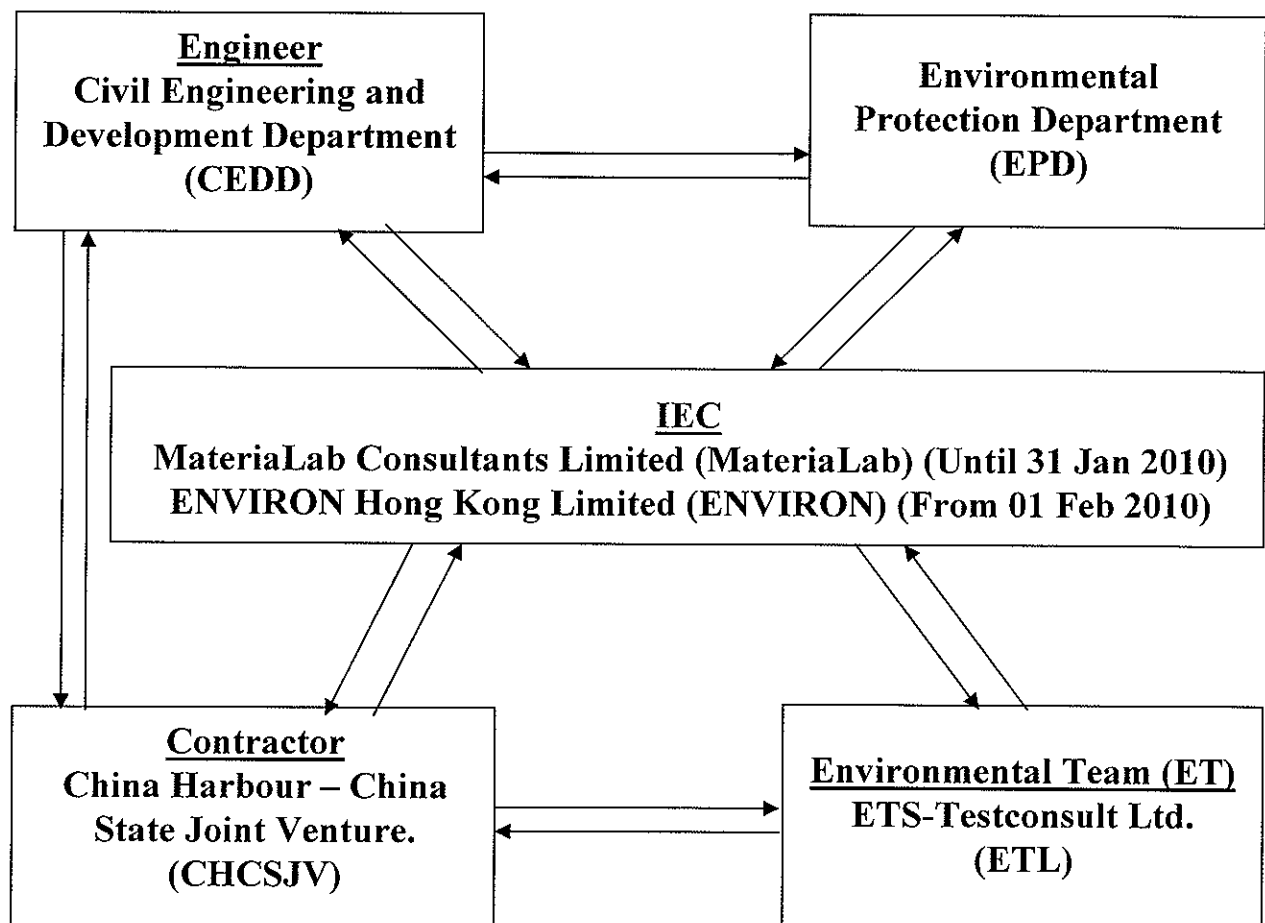 Engineer
Civil Engineering and
Development Department
(CEDD)
Environmental
Protection Department
(EPD)
IEC
MateriaLab Consultants Limited (MateriaLab) (Until 31 Jan 2010)
ENVIRON Hong Kong Limited (ENVIRON) (From 01 Feb 2010)
Contractor
China Harbour – China
State Joint Venture.
(CHCSJV)
Environmental Team (ET)
ETS-Testconsult Ltd.
(ETL)